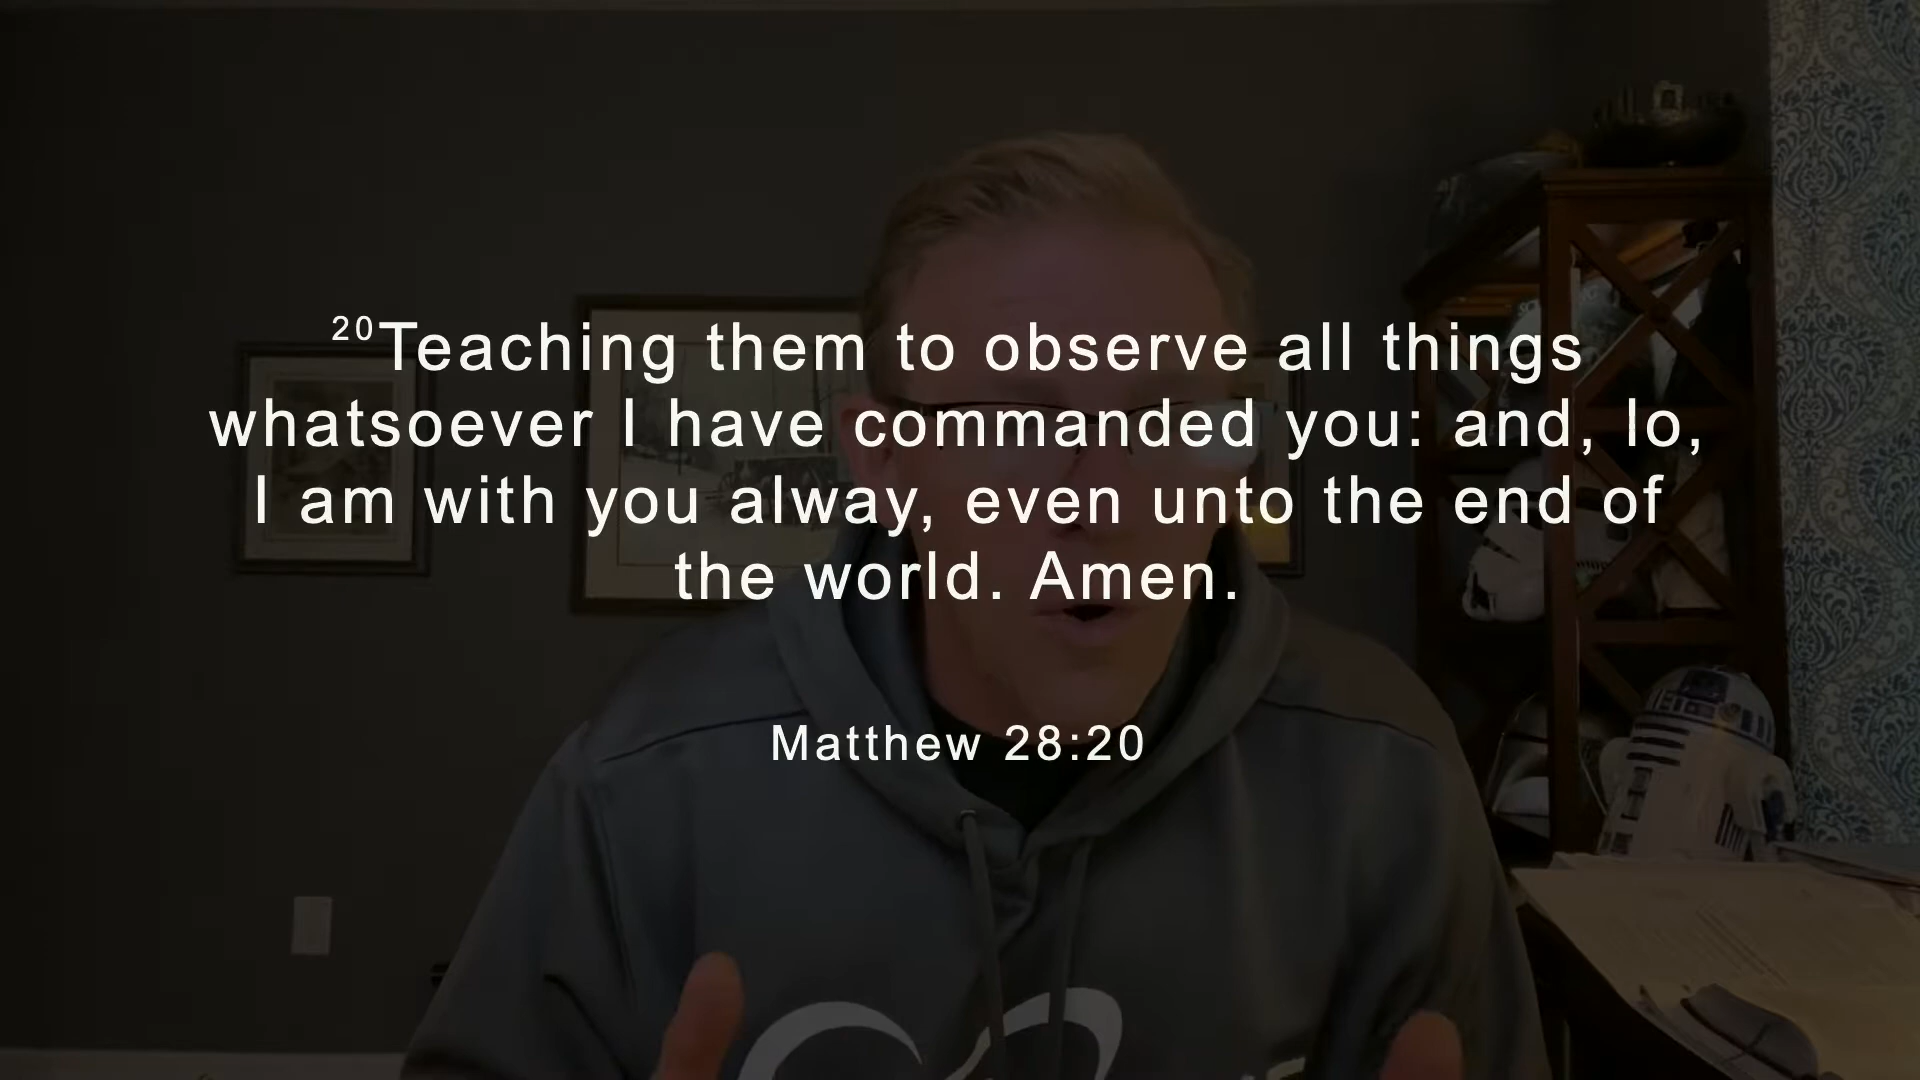 20Teaching them to observe all things
whatsoever I have commanded you: and, lo,
I am with you alway, even unto the end of
the world. Amen.
Matthew 28:20